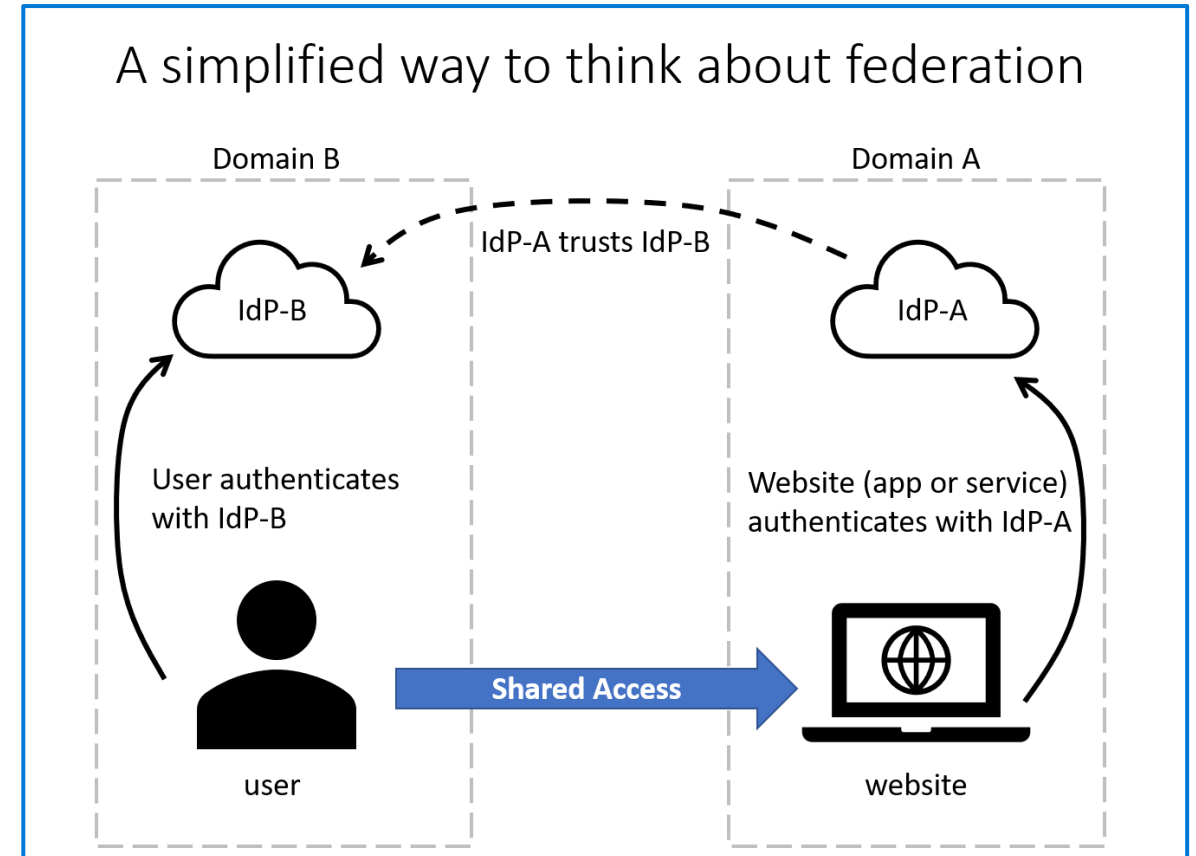 A simplified way to think about federation
Domain B
Domain A
IdP-A trusts IdP-B
IdP-B
IdP-A
User authenticates
with IdP-B
Website (app or service)
authenticates with IdP-A
Shared Access
user
website